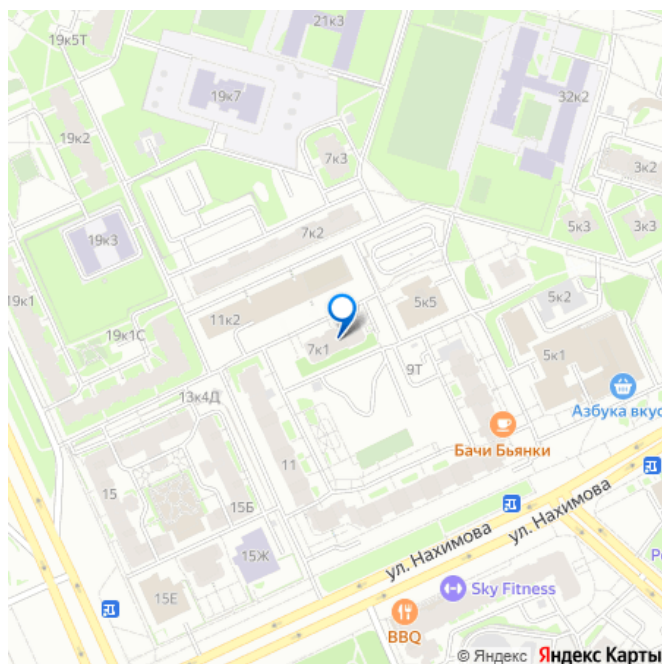 21к3
19к5Т
19к7
32к2
19к2
7к3
3к2
5к3
3к3
7к2
19к3
5к2
19к1
5к5
11к2
19к1С
7к1
5к1
9Т
13к4Д
Азбука вкус
Бачи Бьянки
11
15
15Б
ул. Нахимова
ул. Нахимова
15Ж
Sky Fitness
15Е
BBQ
© Яндекс Яндекс Карты